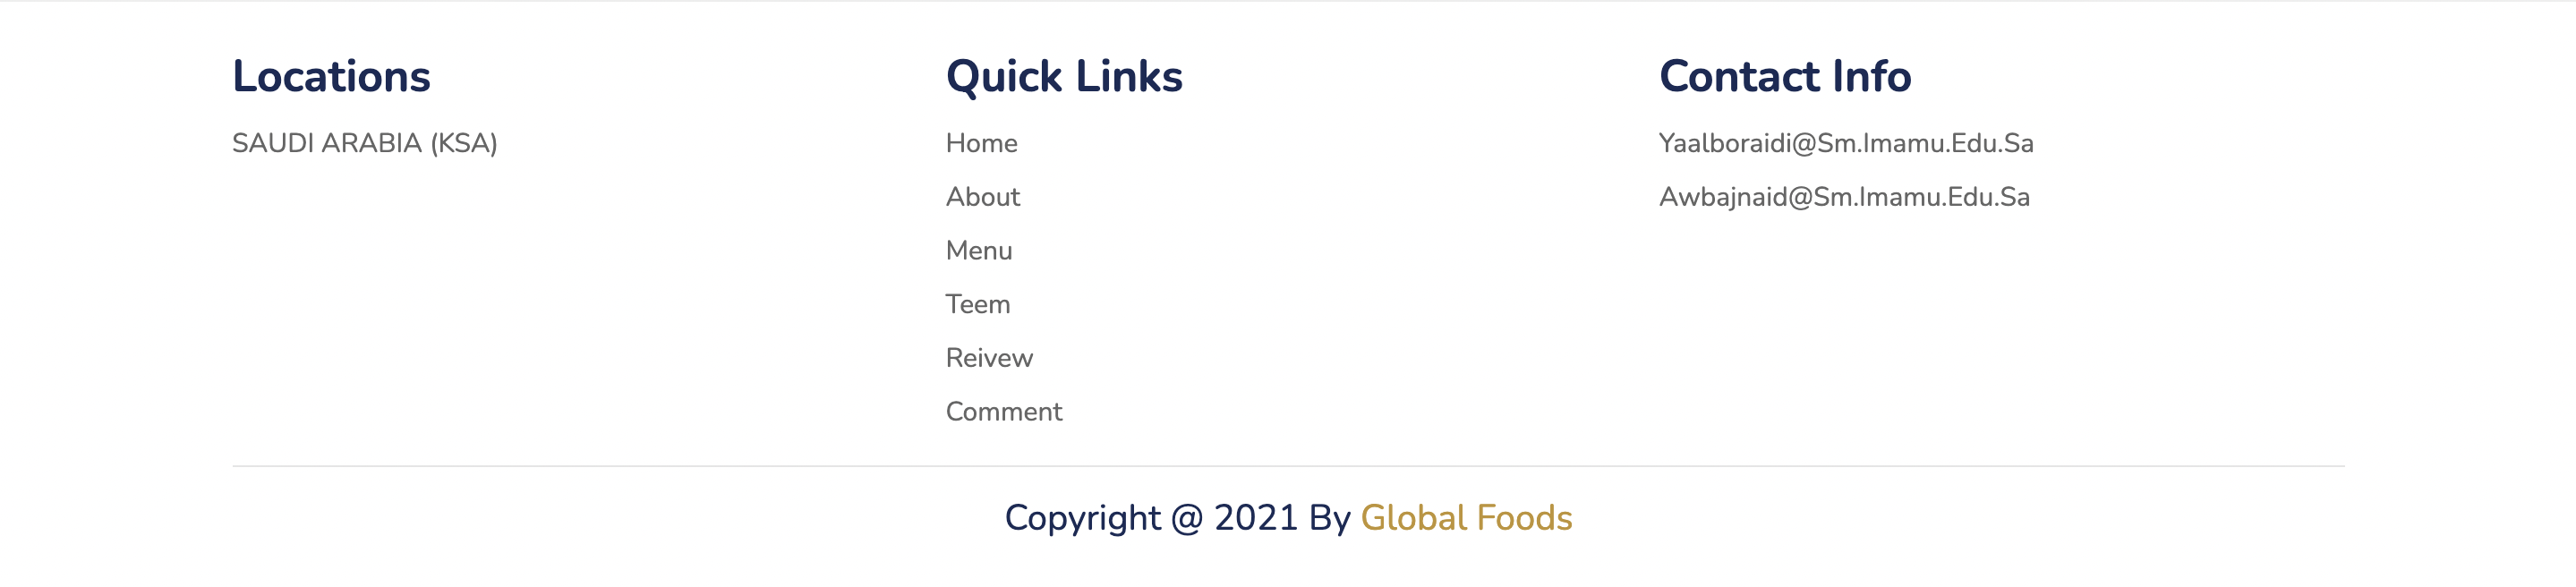 Locations
SAUDI ARABIA (KSA)
Quick Links
Home
About
Menu
Teem
Reivew
Comment
Contact Info
Yaalboraidi@Sm.Imamu.Edu.Sa
Awbajnaid@Sm.Imamu.Edu.Sa
Copyright @ 2021 By Global Foods